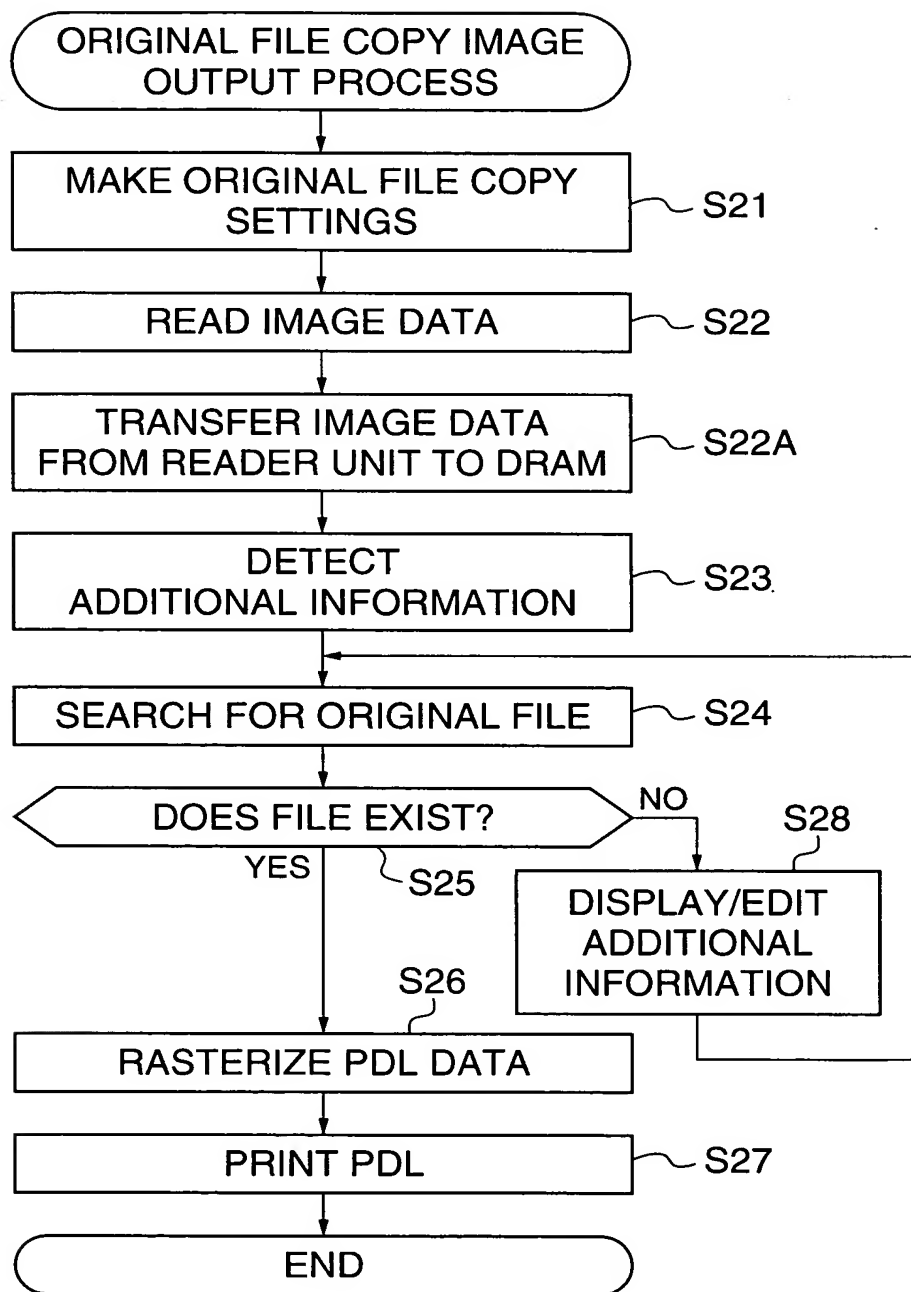 ORIGINAL FILE COPY IMAGE
OUTPUT PROCESS
MAKE ORIGINAL FILE COPY
SETTINGS
S21
READ IMAGE DATA
S22
TRANSFER IMAGE DATA
FROM READER UNIT TO DRAM
S22A
DETECT
ADDITIONAL INFORMATION
S23
SEARCH FOR ORIGINAL FILE
S24
DOES FILE EXIST?
NO
YES
S25
S28
DISPLAY/EDIT
ADDITIONAL
INFORMATION
S26
RASTERIZE PDL DATA
PRINT PDL
S27
END